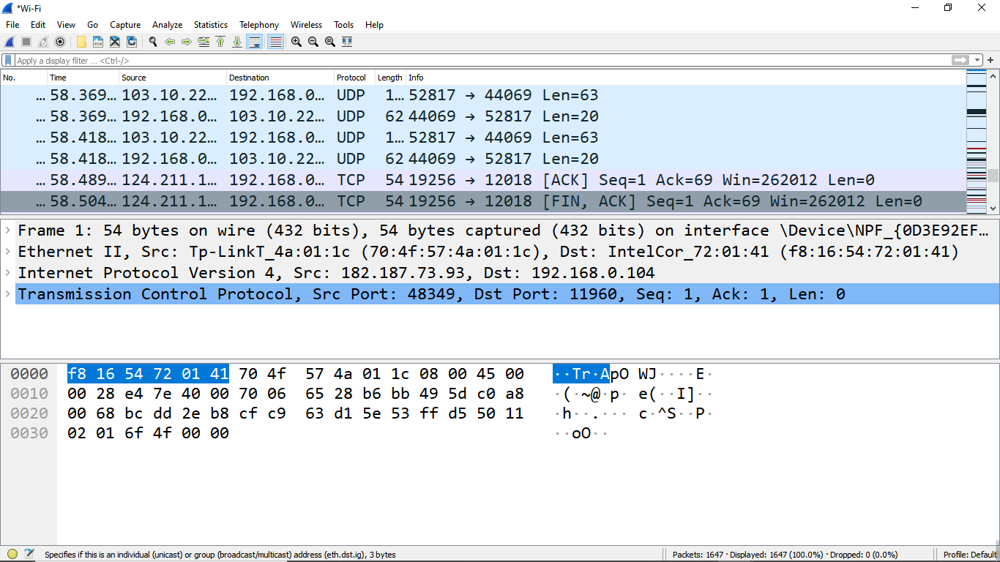 *Wi-Fi
File Edit View Go Capture Analyze Statistics Telephony Wireless Tools Help
Apply a display filter ... <Ctrl-/>
No. Time Source Destination Protocol Length Info
... 58.369... 103.10.22... 192.168.0... UDP 1... 52817 → 44069 Len=63
... 58.369... 192.168.0... 103.10.22... UDP 62 44069 → 52817 Len=20
... 58.418... 103.10.22... 192.168.0... UDP 1... 52817 → 44069 Len=63
... 58.418... 192.168.0... 103.10.22... UDP 62 44069 → 52817 Len=20
... 58.489... 124.211.1... 192.168.0... TCP 54 19256 → 12018 [ACK] Seq=1 Ack=69 Win=262012 Len=0
... 58.504... 124.211.1... 192.168.0... TCP 54 19256 → 12018 [FIN, ACK] Seq=1 Ack=69 Win=262012 Len=0
Frame 1: 54 bytes on wire (432 bits), 54 bytes captured (432 bits) on interface \Device\NPF_{0D3E92EF...
Ethernet II, Src: Tp-LinkT_4a:01:1c (70:4f:57:4a:01:1c), Dst: IntelCor_72:01:41 (f8:16:54:72:01:41)
Internet Protocol Version 4, Src: 182.187.73.93, Dst: 192.168.0.104
Transmission Control Protocol, Src Port: 48349, Dst Port: 11960, Seq: 1, Ack: 1, Len: 0
0000 f8 16 54 72 01 41 70 4f 57 4a 01 1c 08 00 45 00 ··Tr·ApO WJ····E·
0010 00 28 e4 7e 40 00 70 06 65 28 b6 bb 49 5d c0 a8 ·(·~@·p· e(··I]··
0020 00 68 bc dd 2e b8 cf c9 63 d1 5e 53 ff d5 50 11 ·h··.··· c·^S··P·
0030 02 01 6f 4f 00 00 ··oO··
Specifies if this is an individual (unicast) or group (broadcast/multicast) address (eth.dst.ig), 3 bytes Packets: 1647 · Displayed: 1647 (100.0%) · Dropped: 0 (0.0%) Profile: Default